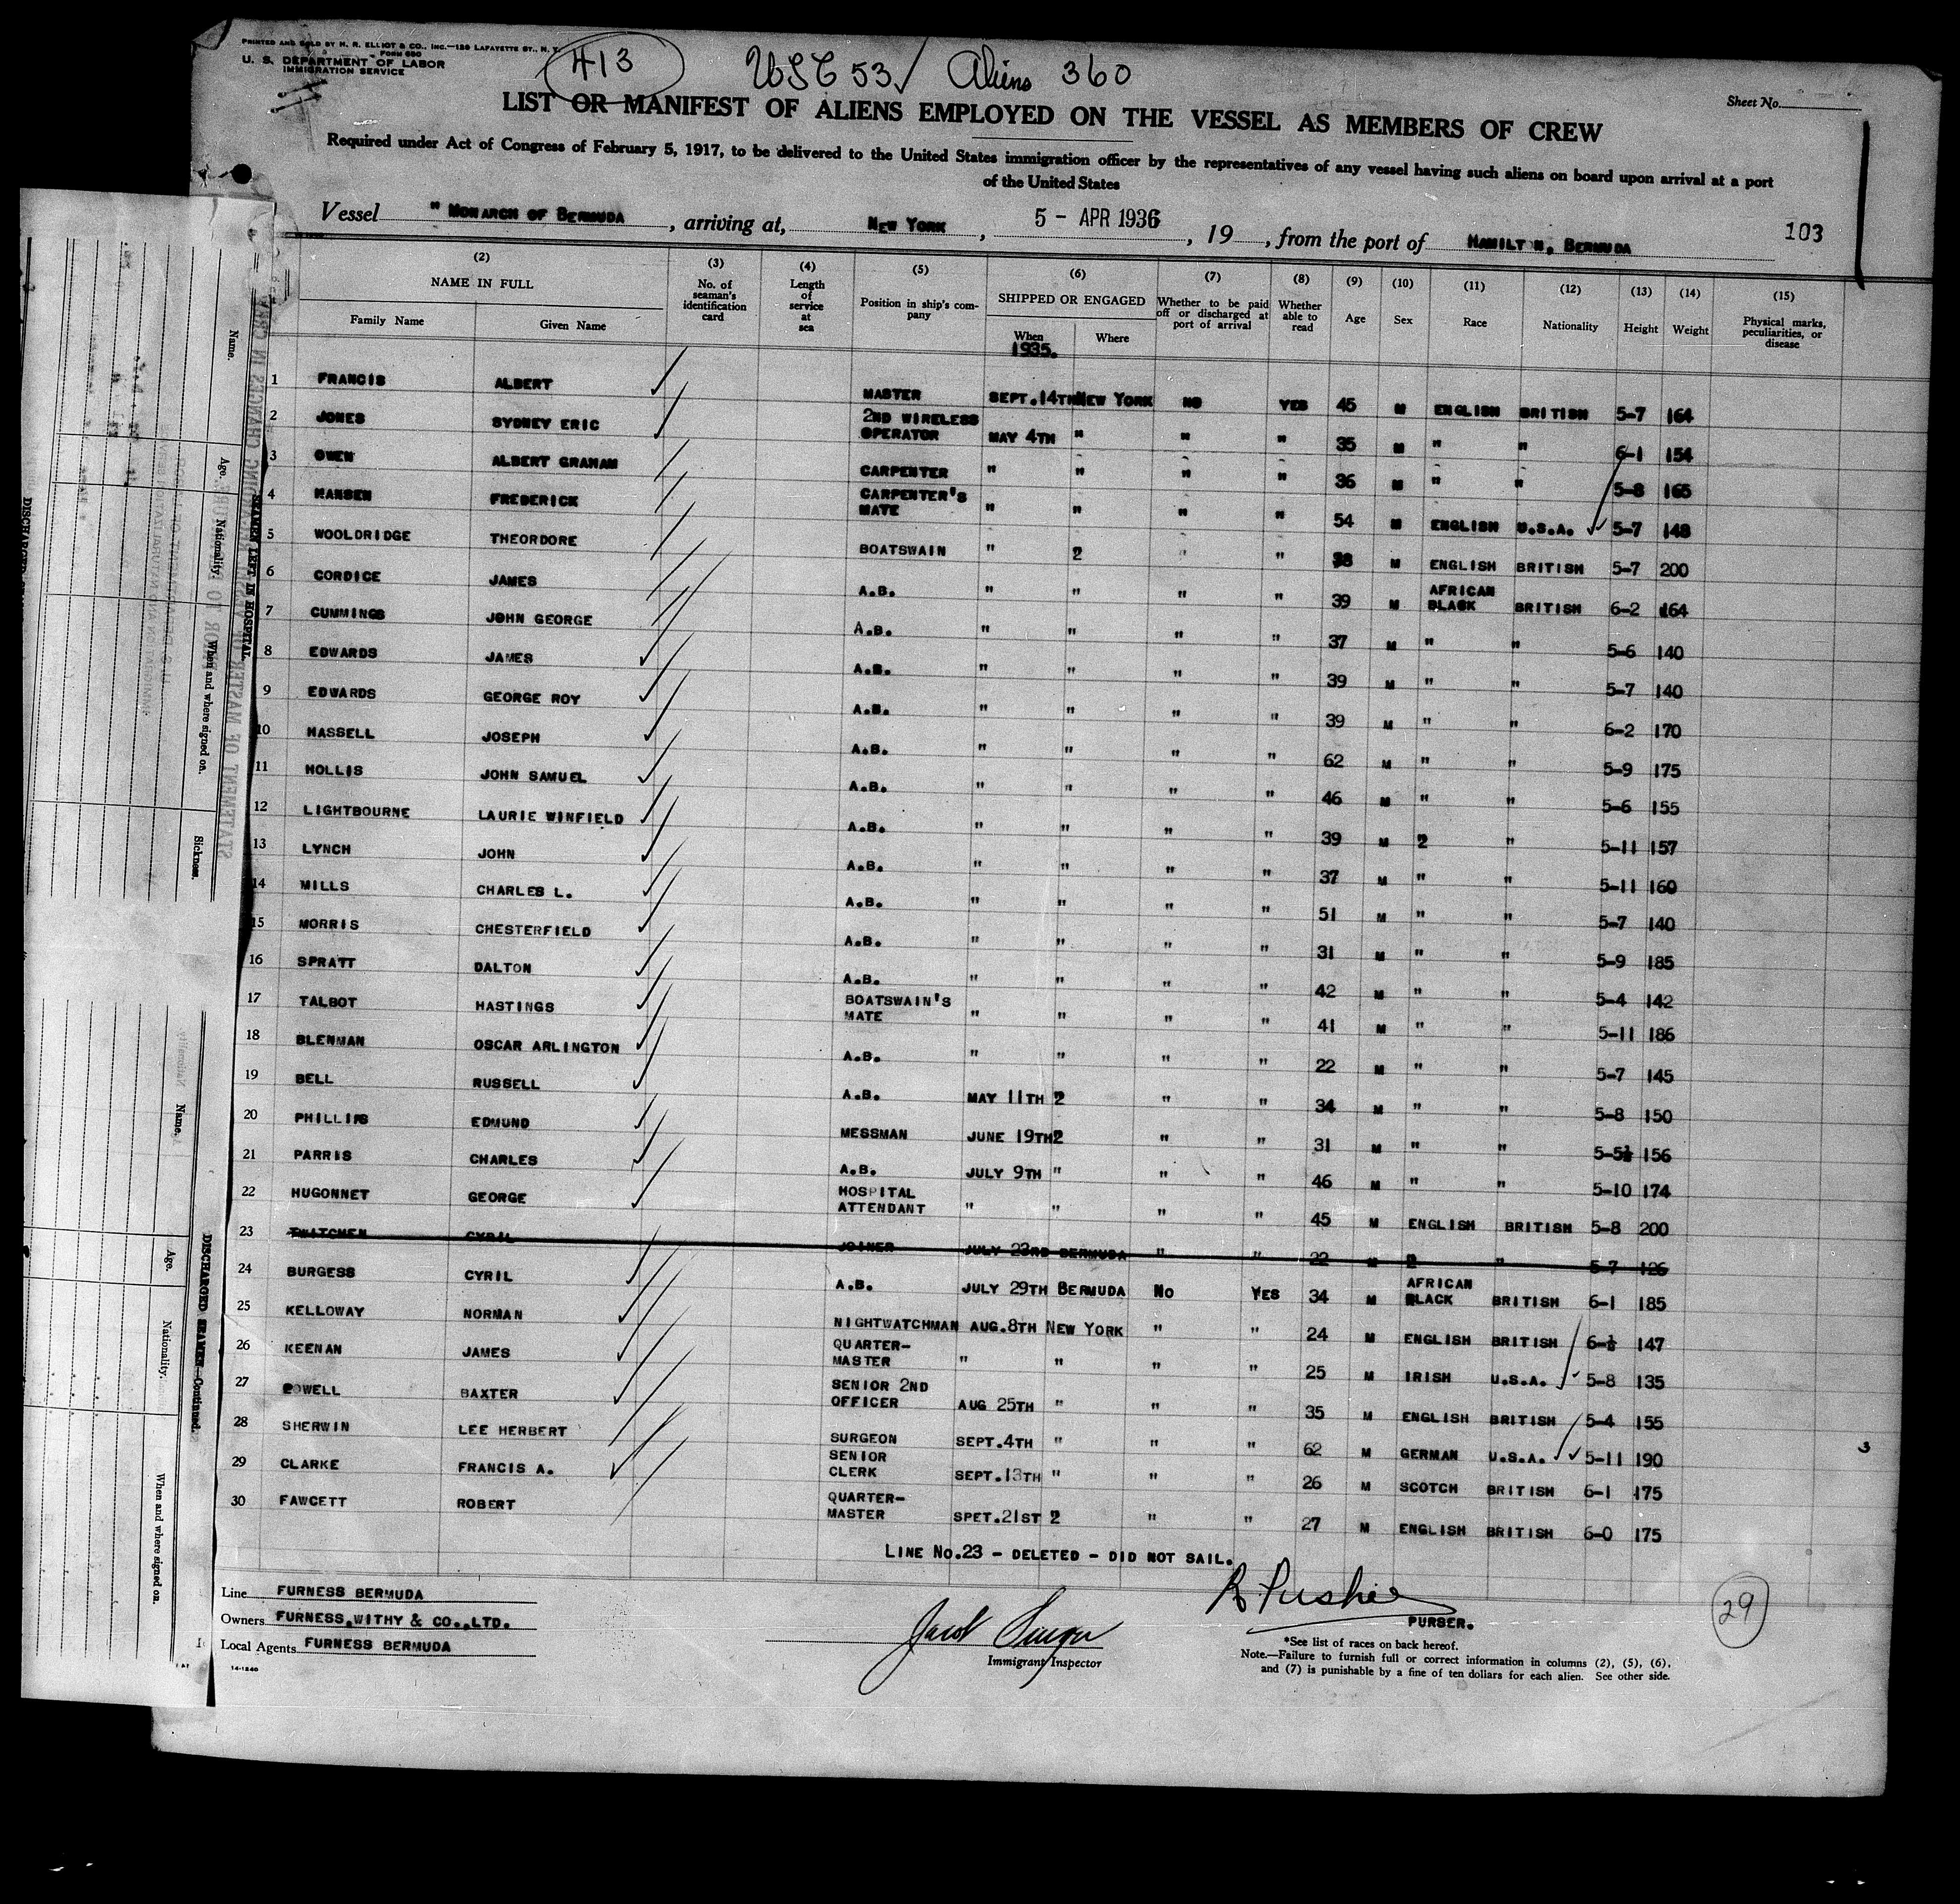 PRINTED AND SOLD BY H. R. ELLIOT & CO., INC.—129 LAFAYETTE ST., N. Y.
FORM 680
U. S. DEPARTMENT OF LABOR
IMMIGRATION SERVICE
413 USC 53 Aliens 360
Sheet No.
LIST OR MANIFEST OF ALIENS EMPLOYED ON THE VESSEL AS MEMBERS OF CREW
Required under Act of Congress of February 5, 1917, to be delivered to the United States immigration officer by the representatives of any vessel having such aliens on board upon arrival at a port
of the United States
Vessel "MONARCH OF BERMUDA, arriving at, NEW YORK, 5 - APR 1936, 19, from the port of HAMILTON, BERMUDA 103
(2) (3) (4) (5) (6) (7) (8) (9) (10) (11) (12) (13) (14) (15)
NAME IN FULL No. of seaman's identification card Length of service at sea Position in ship's company SHIPPED OR ENGAGED Whether to be paid off or discharged at port of arrival Whether able to read Age Sex Race Nationality Height Weight Physical marks, peculiarities, or disease
Family Name Given Name When Where
1935.
1 FRANCIS ALBERT MASTER SEPT.14TH NEW YORK NO YES 45 M ENGLISH BRITISH 5-7 164
2 JONES SYDNEY ERIC 2ND WIRELESS OPERATOR MAY 4TH " " " 35 M " " 6-1 154
3 OWEN ALBERT GRAHAM CARPENTER " " " " 36 M " " 5-8 165
4 HANSEN FREDERICK CARPENTER'S MATE " " " " 54 M ENGLISH U.S.A. 5-7 148
5 WOOLDRIDGE THEORDORE BOATSWAIN " 2 " " 38 M ENGLISH BRITISH 5-7 200
6 CORDICE JAMES A.B. " " " " 39 M AFRICAN BLACK BRITISH 6-2 164
7 CUMMINGS JOHN GEORGE A.B. " " " " 37 M " " 5-6 140
8 EDWARDS JAMES A.B. " " " " 39 M " " 5-7 140
9 EDWARDS GEORGE ROY A.B. " " " " 39 M " " 6-2 170
10 HASSELL JOSEPH A.B. " " " " 62 M " " 5-9 175
11 HOLLIS JOHN SAMUEL A.B. " " " " 46 M " " 5-6 155
12 LIGHTBOURNE LAURIE WINFIELD A.B. " " " " 39 M 2 " 5-11 157
13 LYNCH JOHN A.B. " " " " 37 M " " 5-11 160
14 MILLS CHARLES L. A.B. " " " " 51 M " " 5-7 140
15 MORRIS CHESTERFIELD A.B. " " " " 31 M " " 5-9 185
16 SPRATT DALTON A.B. " " " " 42 M " " 5-4 142
17 TALBOT HASTINGS BOATSWAIN'S MATE " " " " 41 M " " 5-11 186
18 BLENMAN OSCAR ARLINGTON A.B. " " " " 22 M " " 5-7 145
19 BELL RUSSELL A.B. MAY 11TH 2 " " 34 M " " 5-8 150
20 PHILLIPS EDMUND MESSMAN JUNE 19TH 2 " " 31 M " " 5-5½ 156
21 PARRIS CHARLES A.B. JULY 9TH " " " 46 M " " 5-10 174
22 HUGONNET GEORGE HOSPITAL ATTENDANT " " " " 45 M ENGLISH BRITISH 5-8 200
23 TWITCHEN CYRIL JOINER JULY 23RD BERMUDA " " 22 M 2 " 5-7 126
24 BURGESS CYRIL A.B. JULY 29TH BERMUDA NO YES 34 M AFRICAN BLACK BRITISH 6-1 185
25 KELLOWAY NORMAN NIGHTWATCHMAN AUG.8TH NEW YORK " " 24 M ENGLISH BRITISH 6-½ 147
26 KEENAN JAMES QUARTER-MASTER " " " " 25 M IRISH U.S.A. 5-8 135
27 POWELL BAXTER SENIOR 2ND OFFICER AUG 25TH " " " 35 M ENGLISH BRITISH 5-4 155
28 SHERWIN LEE HERBERT SURGEON SEPT.4TH " " " 62 M GERMAN U.S.A. 5-11 190 3
29 CLARKE FRANCIS A. SENIOR CLERK SEPT.13TH " " " 26 M SCOTCH BRITISH 6-1 175
30 FAWCETT ROBERT QUARTER-MASTER SPET.21ST 2 " " 27 M ENGLISH BRITISH 6-0 175
LINE NO.23 - DELETED - DID NOT SAIL.
Line FURNESS BERMUDA
Owners FURNESS, WITHY & CO., LTD.
Local Agents FURNESS BERMUDA
14-1240
Jacob
Immigrant Inspector
PURSER.
29
*See list of races on back hereof.
Note.—Failure to furnish full or correct information in columns (2), (5), (6),
and (7) is punishable by a fine of ten dollars for each alien. See other side.
Name. Age. Nationality. When and where signed on. Sickness.
SEAMEN LEFT IN HOSPITAL
STATEMENT OF MASTER
DISCHARGED SEAMEN—Continued.
Name. Age. Nationality. When and where signed on.